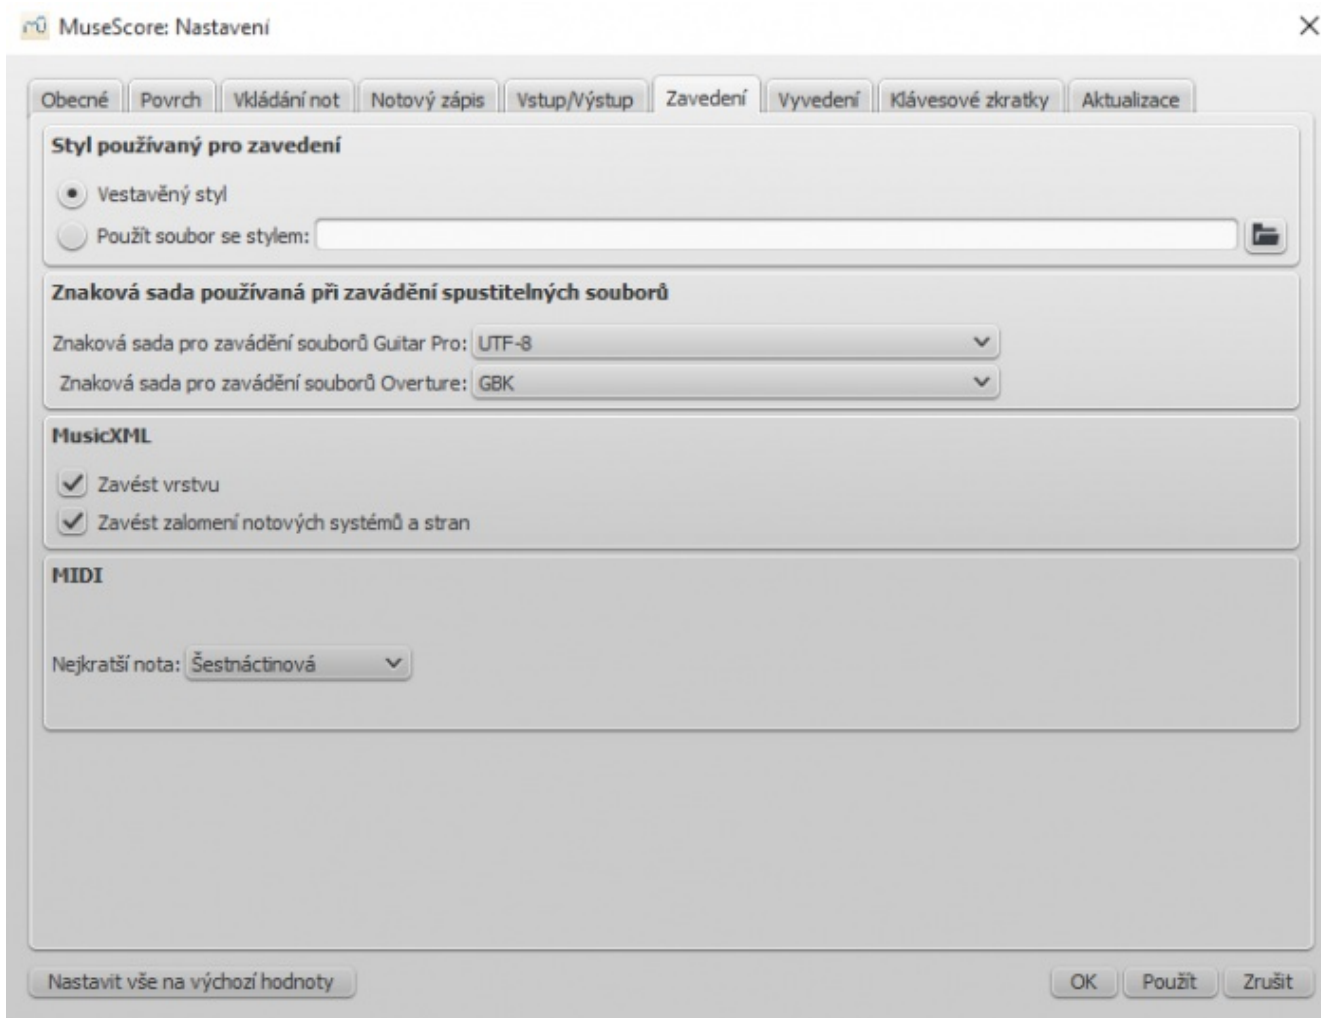 MuseScore: Nastavení
Obecné Povrch Vkládání not Notový zápis Vstup/Výstup Zavedení Vyvedení Klávesové zkratky Aktualizace
Styl používaný pro zavedení
Vestavěný styl
Použít soubor se stylem:
Znaková sada používaná při zavádění spustitelných souborů
Znaková sada pro zavádění souborů Guitar Pro: UTF-8
Znaková sada pro zavádění souborů Overture: GBK
MusicXML
Zavést vrstvu
Zavést zalomení notových systémů a stran
MIDI
Nejkratší nota: Šestnáctinová
Nastavit vše na výchozí hodnoty OK Použít Zrušit